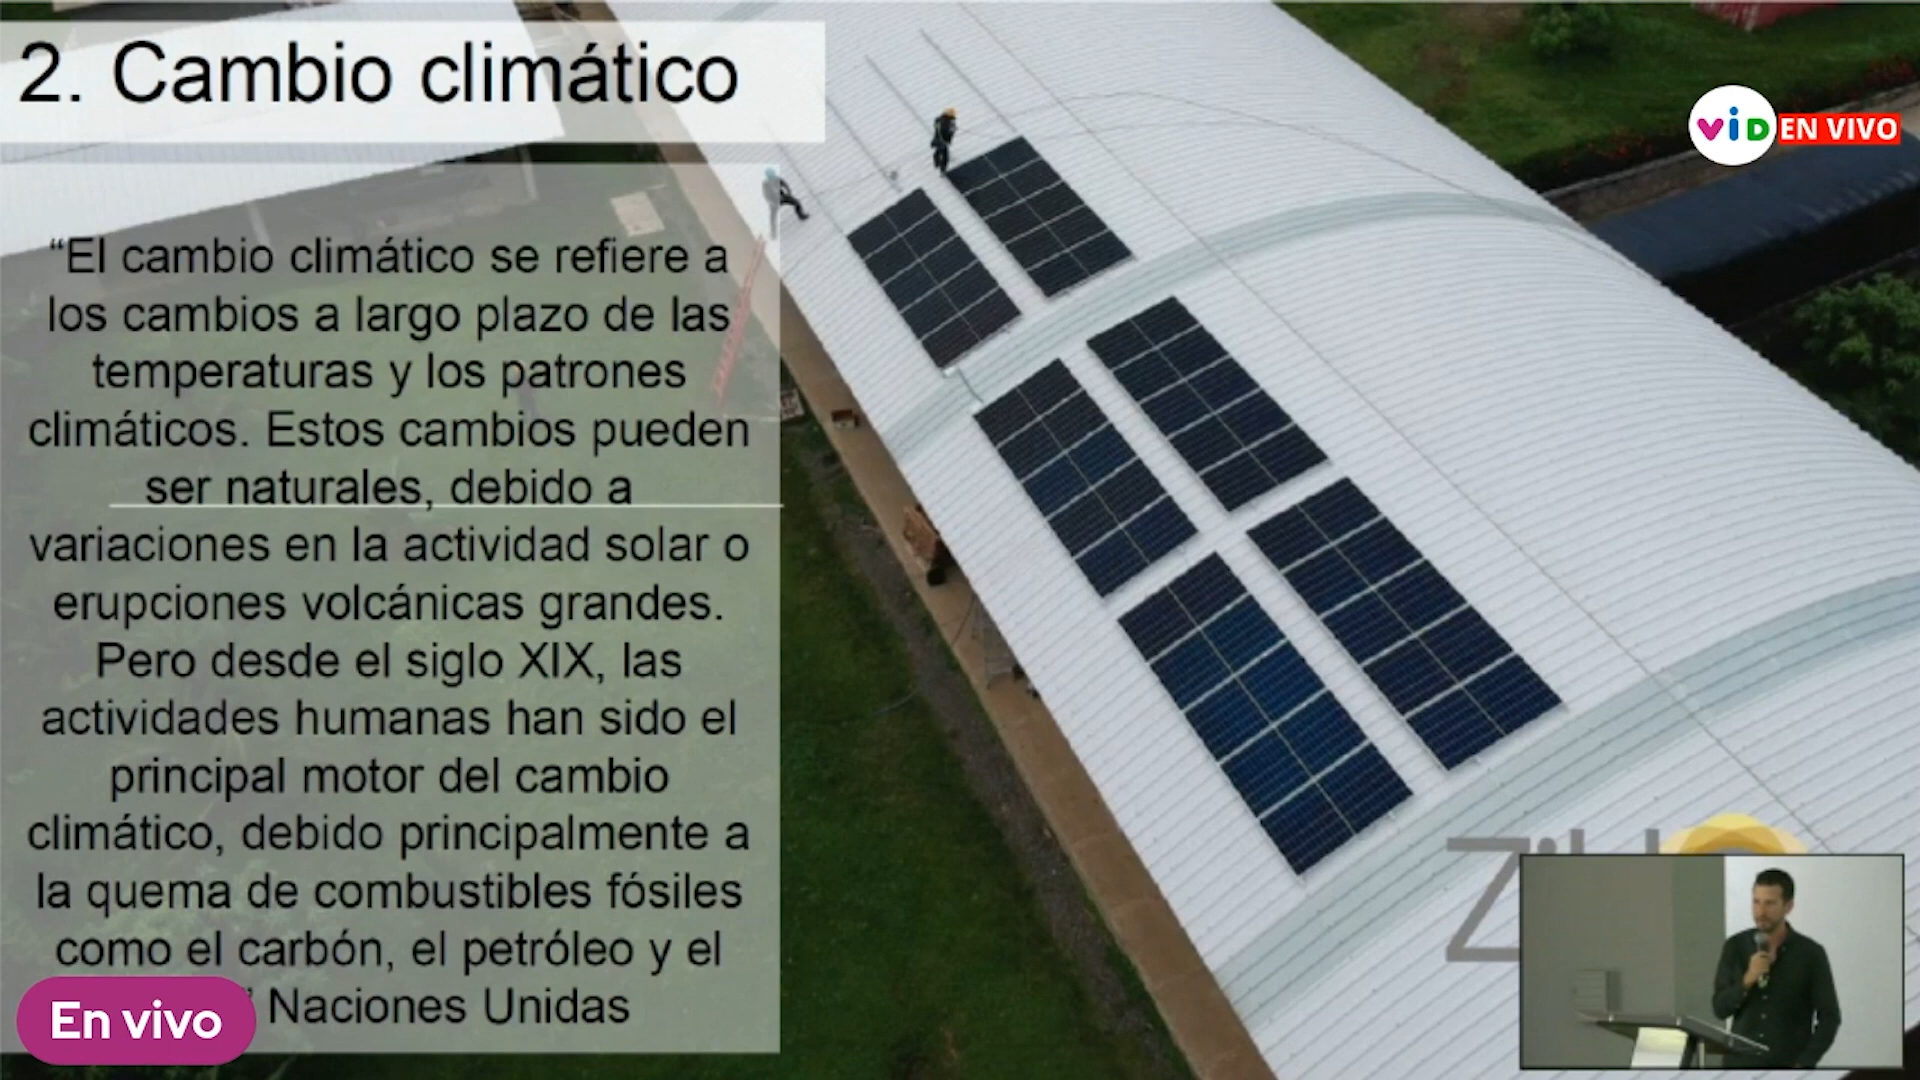 2. Cambio climático
VID EN VIVO
“El cambio climático se refiere a
los cambios a largo plazo de las
temperaturas y los patrones
climáticos. Estos cambios pueden
ser naturales, debido a
variaciones en la actividad solar o
erupciones volcánicas grandes.
Pero desde el siglo XIX, las
actividades humanas han sido el
principal motor del cambio
climático, debido principalmente a
la quema de combustibles fósiles
como el carbón, el petróleo y el
” Naciones Unidas
En vivo